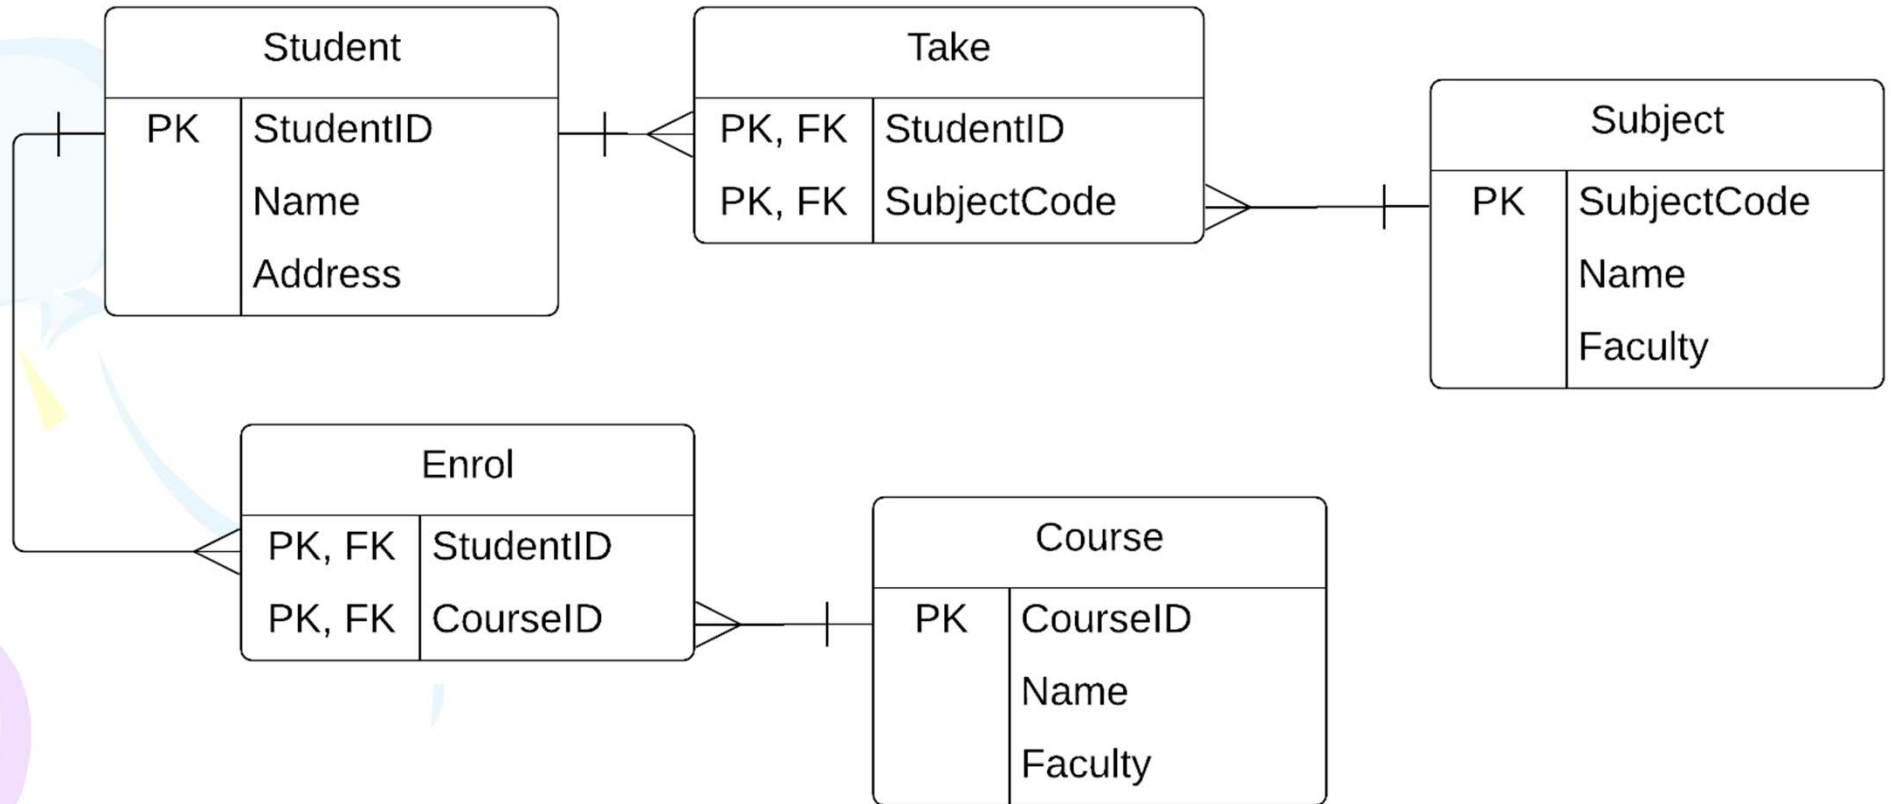 Student
PK StudentID
Name
Address
Take
PK, FK StudentID
PK, FK SubjectCode
Subject
PK SubjectCode
Name
Faculty
Enrol
PK, FK StudentID
PK, FK CourseID
Course
PK CourseID
Name
Faculty